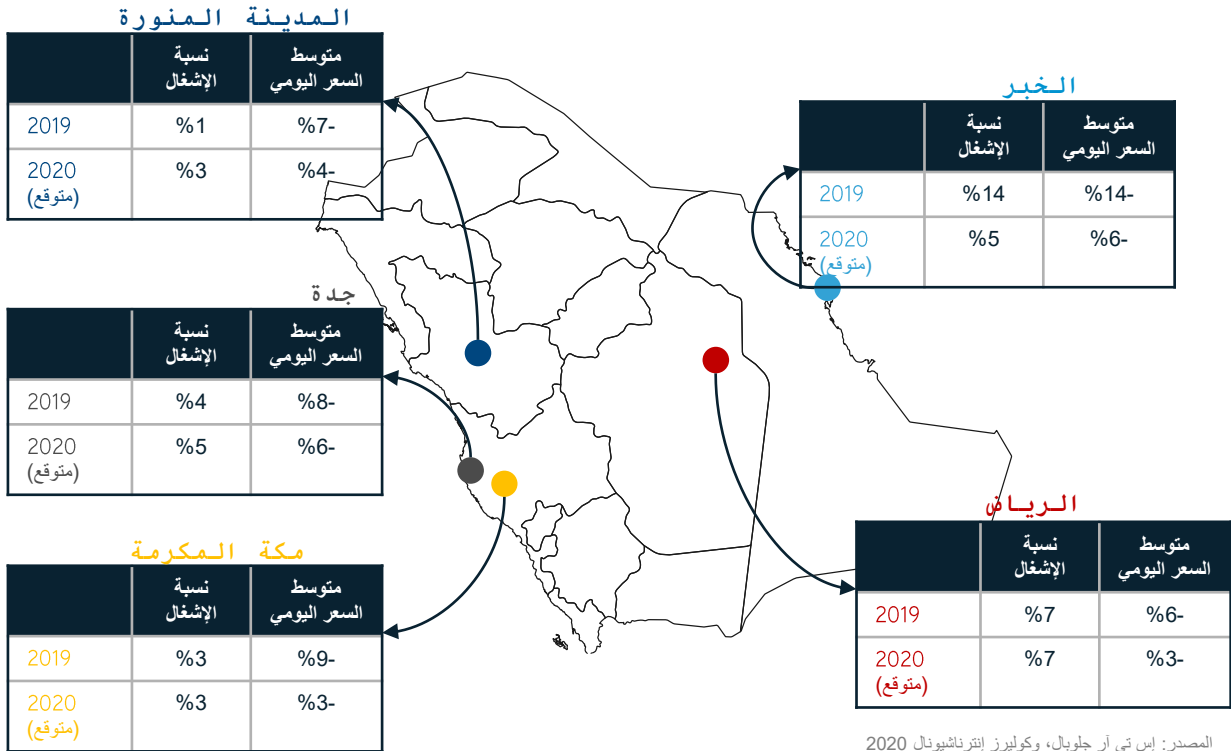 المدينة المنورة
نسبة الإشغال
متوسط السعر اليومي
2019 %1 %7-
2020 (متوقع) %3 %4-
الخبر
نسبة الإشغال
متوسط السعر اليومي
2019 %14 %14-
2020 (متوقع) %5 %6-
جدة
نسبة الإشغال
متوسط السعر اليومي
2019 %4 %8-
2020 (متوقع) %5 %6-
الرياض
نسبة الإشغال
متوسط السعر اليومي
2019 %7 %6-
2020 (متوقع) %7 %3-
مكة المكرمة
نسبة الإشغال
متوسط السعر اليومي
2019 %3 %9-
2020 (متوقع) %3 %3-
المصدر: إس تي آر جلوبال، وكوليرز إنترناشيونال 2020